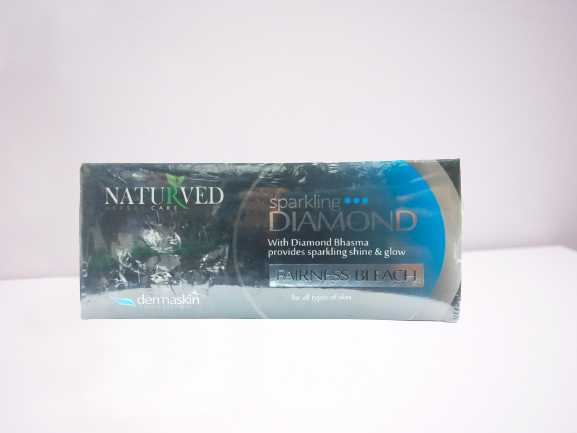 NATURVED
HERBAL CARE
sparkling
DIAMOND
With Diamond Bhasma
provides sparkling shine & glow
FAIRNESS BLEACH
for all types of skin
dermaskin